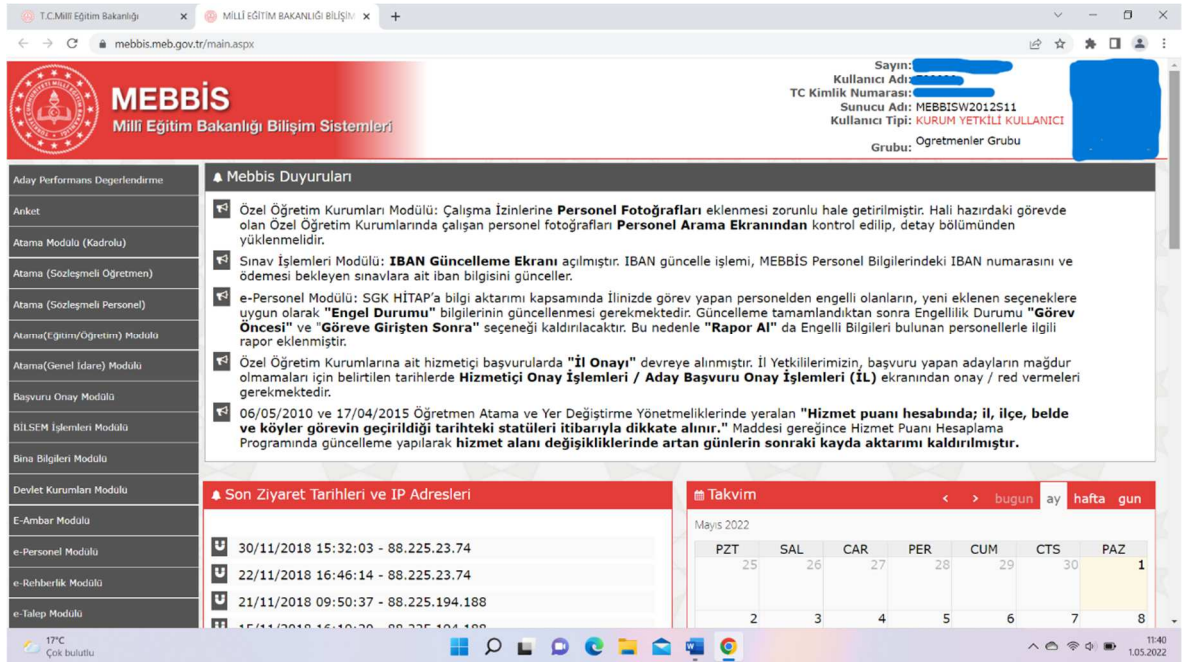 T.C.Millî Eğitim Bakanlığı
MİLLÎ EĞİTİM BAKANLIĞI BİLİŞİM
mebbis.meb.gov.tr/main.aspx
MEBBİS
Millî Eğitim Bakanlığı Bilişim Sistemleri
Sayın:
Kullanıcı Adı:
TC Kimlik Numarası:
Sunucu Adı: MEBBISW2012S11
Kullanıcı Tipi: KURUM YETKİLİ KULLANICI
Grubu: Ogretmenler Grubu
Aday Performans Degerlendirme
Anket
Atama Modülü (Kadrolu)
Atama (Sözleşmeli Öğretmen)
Atama (Sözleşmeli Personel)
Atama(Eğitim/Öğretim) Modülü
Atama(Genel İdare) Modülü
Başvuru Onay Modülü
BİLSEM İşlemleri Modülü
Bina Bilgileri Modülü
Devlet Kurumları Modülü
E-Ambar Modülü
e-Personel Modülü
e-Rehberlik Modülü
e-Talep Modülü
Mebbis Duyuruları
Özel Öğretim Kurumları Modülü: Çalışma İzinlerine Personel Fotoğrafları eklenmesi zorunlu hale getirilmiştir. Hali hazırdaki görevde
olan Özel Öğretim Kurumlarında çalışan personel fotoğrafları Personel Arama Ekranından kontrol edilip, detay bölümünden
yüklenmelidir.
Sınav İşlemleri Modülü: IBAN Güncelleme Ekranı açılmıştır. IBAN güncelle işlemi, MEBBİS Personel Bilgilerindeki IBAN numarasını ve
ödemesi bekleyen sınavlara ait iban bilgisini günceller.
e-Personel Modülü: SGK HİTAP’a bilgi aktarımı kapsamında İlinizde görev yapan personelden engelli olanların, yeni eklenen seçeneklere
uygun olarak "Engel Durumu" bilgilerinin güncellenmesi gerekmektedir. Güncelleme tamamlandıktan sonra Engellilik Durumu "Görev
Öncesi" ve "Göreve Girişten Sonra" seçeneği kaldırılacaktır. Bu nedenle "Rapor Al" da Engelli Bilgileri bulunan personellerle ilgili
rapor eklenmiştir.
Özel Öğretim Kurumlarına ait hizmetiçi başvurularda "İl Onayı" devreye alınmıştır. İl Yetkililerimizin, başvuru yapan adayların mağdur
olmamaları için belirtilen tarihlerde Hizmetiçi Onay İşlemleri / Aday Başvuru Onay İşlemleri (İL) ekranından onay / red vermeleri
gerekmektedir.
06/05/2010 ve 17/04/2015 Öğretmen Atama ve Yer Değiştirme Yönetmeliklerinde yeralan "Hizmet puanı hesabında; il, ilçe, belde
ve köyler görevin geçirildiği tarihteki statüleri itibarıyla dikkate alınır." Maddesi gereğince Hizmet Puanı Hesaplama
Programında güncelleme yapılarak hizmet alanı değişikliklerinde artan günlerin sonraki kayda aktarımı kaldırılmıştır.
Son Ziyaret Tarihleri ve IP Adresleri
30/11/2018 15:32:03 - 88.225.23.74
22/11/2018 16:46:14 - 88.225.23.74
21/11/2018 09:50:37 - 88.225.194.188
Takvim
bugun ay hafta gun
Mayıs 2022
PZT SAL CAR PER CUM CTS PAZ
25 26 27 28 29 30 1
2 3 4 5 6 7 8
17°C
Çok bulutlu
11:40
1.05.2022